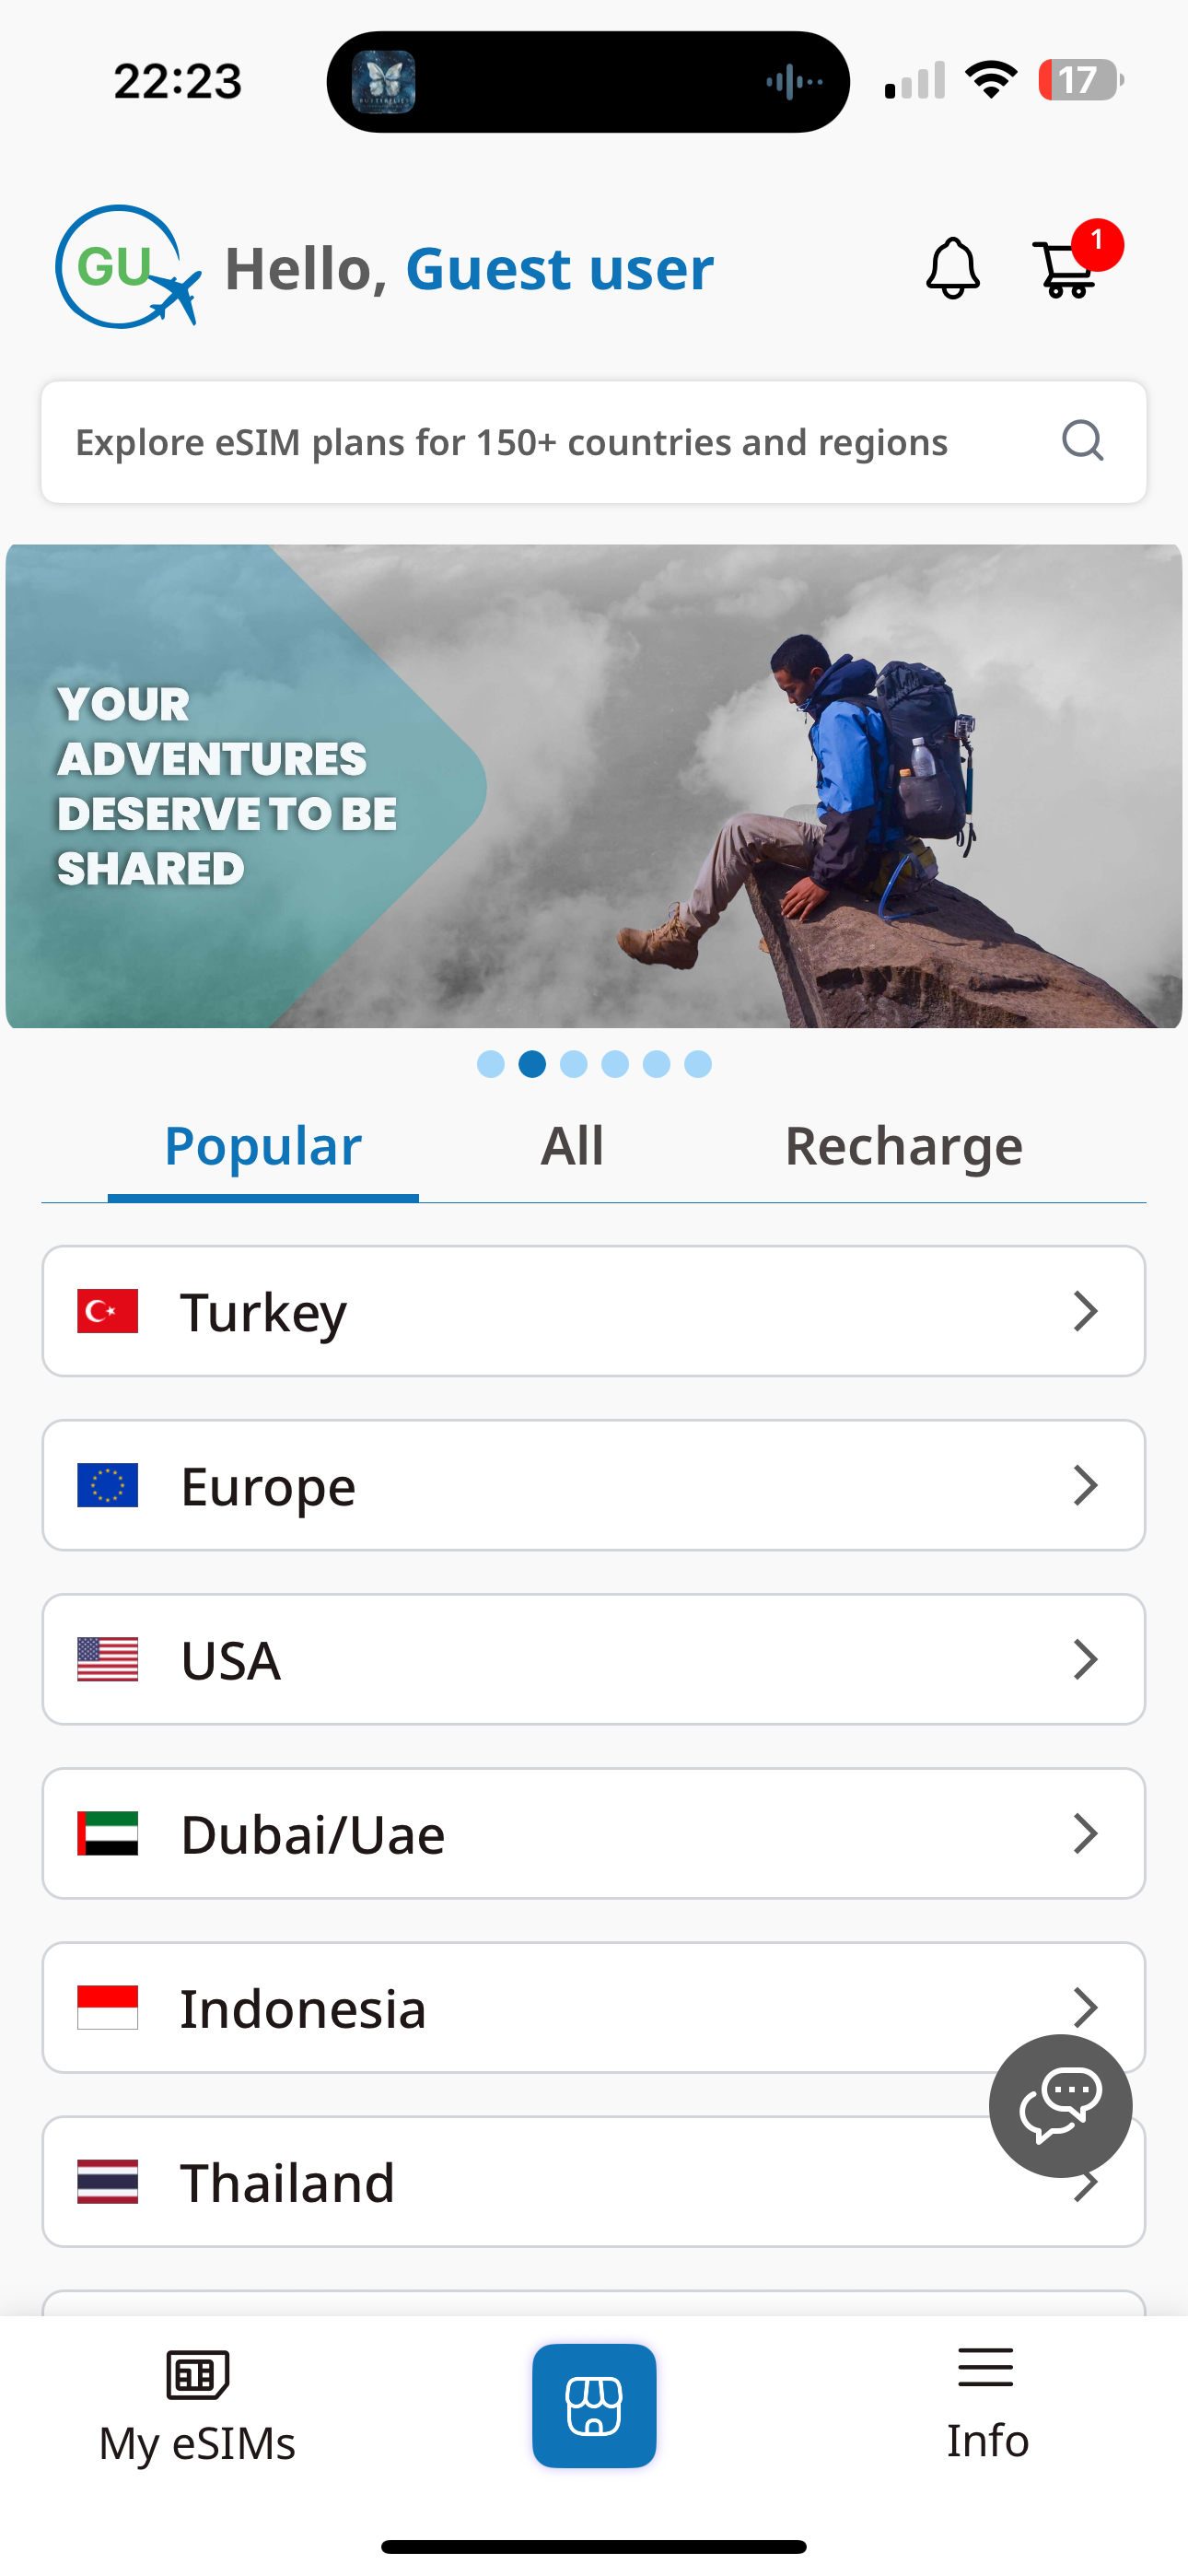 22:23
17
GU
Hello, Guest user
1
Explore eSIM plans for 150+ countries and regions
YOUR
ADVENTURES
DESERVE TO BE
SHARED
Popular
All
Recharge
Turkey
Europe
USA
Dubai/Uae
Indonesia
Thailand
My eSIMs
Info